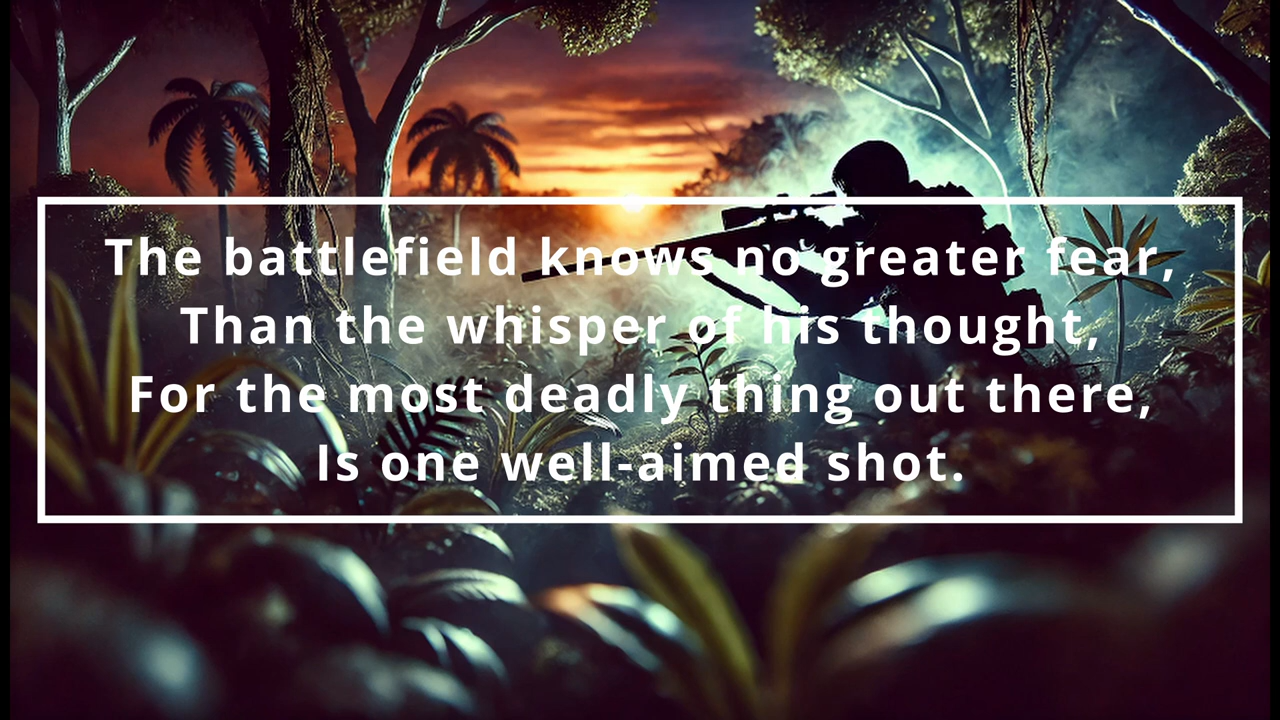 The battlefield knows no greater fear,
Than the whisper of his thought,
For the most deadly thing out there,
Is one well-aimed shot.